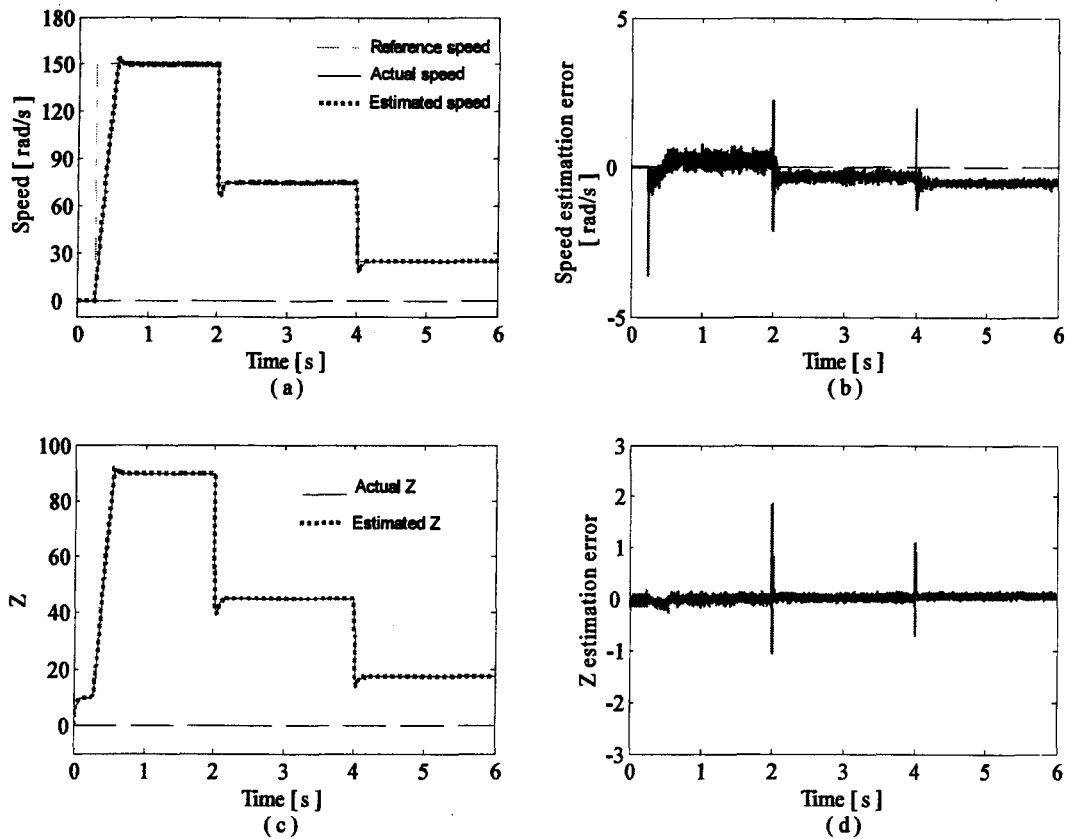 180
150
120
90
60
30
0
Speed [ rad/s ]
Reference speed
Actual speed
Estimated speed
0 1 2 3 4 5 6
Time [ s ]
( a )
5
0
-5
Speed estimattion error
[ rad/s ]
0 1 2 3 4 5 6
Time [ s ]
( b )
100
80
60
40
20
0
Z
Actual Z
Estimated Z
0 1 2 3 4 5 6
Time [ s ]
( c )
3
2
1
0
-1
-2
-3
Z estimation error
0 1 2 3 4 5 6
Time [ s ]
( d )